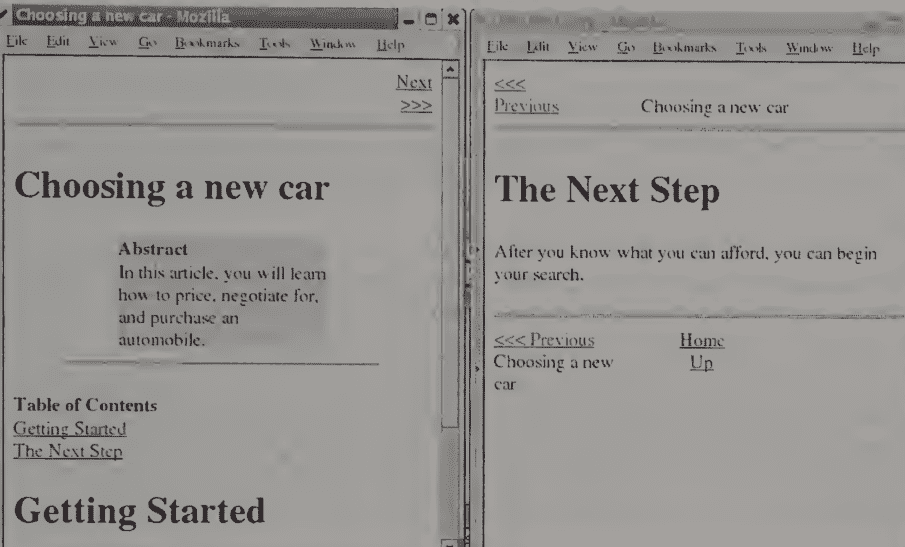 Choosing a new car - Mozilla
File Edit View Go Bookmarks Tools Window Help
Next
>>>
Choosing a new car
Abstract
In this article, you will learn
how to price, negotiate for,
and purchase an
automobile.
Table of Contents
Getting Started
The Next Step
Getting Started
File Edit View Go Bookmarks Tools Window Help
<<<
Previous
Choosing a new car
The Next Step
After you know what you can afford, you can begin
your search.
<<< Previous
Home
Choosing a new
Up
car